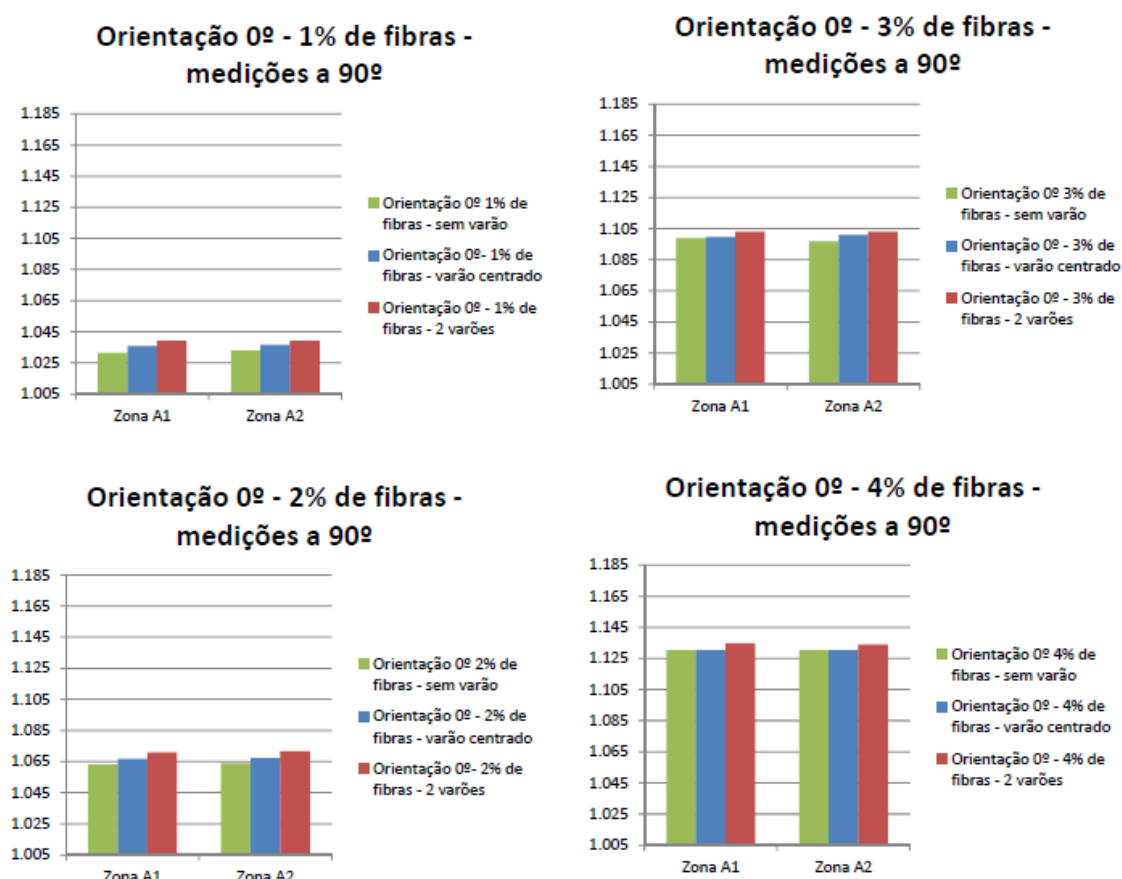 Orientação 0º - 1% de fibras -
medições a 90º
1.185
1.165
1.145
1.125
1.105
1.085
1.065
1.045
1.025
1.005
Zona A1
Zona A2
Orientação 0º 1% de
fibras - sem varão
Orientação 0º- 1% de
fibras - varão centrado
Orientação 0º - 1% de
fibras - 2 varões
Orientação 0º - 3% de fibras -
medições a 90º
1.185
1.165
1.145
1.125
1.105
1.085
1.065
1.045
1.025
1.005
Zona A1
Zona A2
Orientação 0º 3% de
fibras - sem varão
Orientação 0º - 3% de
fibras - varão centrado
Orientação 0º - 3% de
fibras - 2 varões
Orientação 0º - 2% de fibras -
medições a 90º
1.185
1.165
1.145
1.125
1.105
1.085
1.065
1.045
1.025
1.005
Zona A1
Zona A2
Orientação 0º 2% de
fibras - sem varão
Orientação 0º - 2% de
fibras - varão centrado
Orientação 0º- 2% de
fibras - 2 varões
Orientação 0º - 4% de fibras -
medições a 90º
1.185
1.165
1.145
1.125
1.105
1.085
1.065
1.045
1.025
1.005
Zona A1
Zona A2
Orientação 0º 4% de
fibras - sem varão
Orientação 0º - 4% de
fibras - varão centrado
Orientação 0º - 4% de
fibras - 2 varões